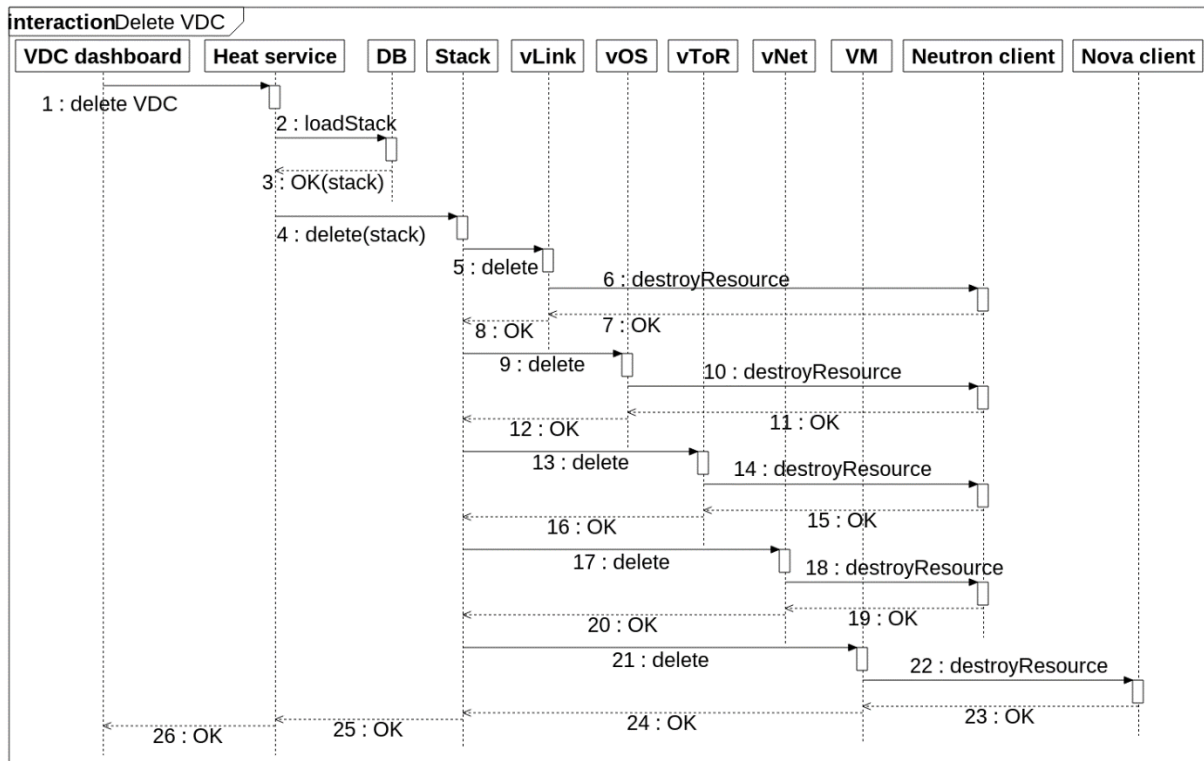 interaction Delete VDC
VDC dashboard Heat service DB Stack vLink vOS vToR vNet VM Neutron client Nova client
1 : delete VDC
2 : loadStack
3 : OK(stack)
4 : delete(stack)
5 : delete
6 : destroyResource
7 : OK
8 : OK
9 : delete
10 : destroyResource
11 : OK
12 : OK
13 : delete
14 : destroyResource
15 : OK
16 : OK
17 : delete
18 : destroyResource
19 : OK
20 : OK
21 : delete
22 : destroyResource
23 : OK
24 : OK
25 : OK
26 : OK